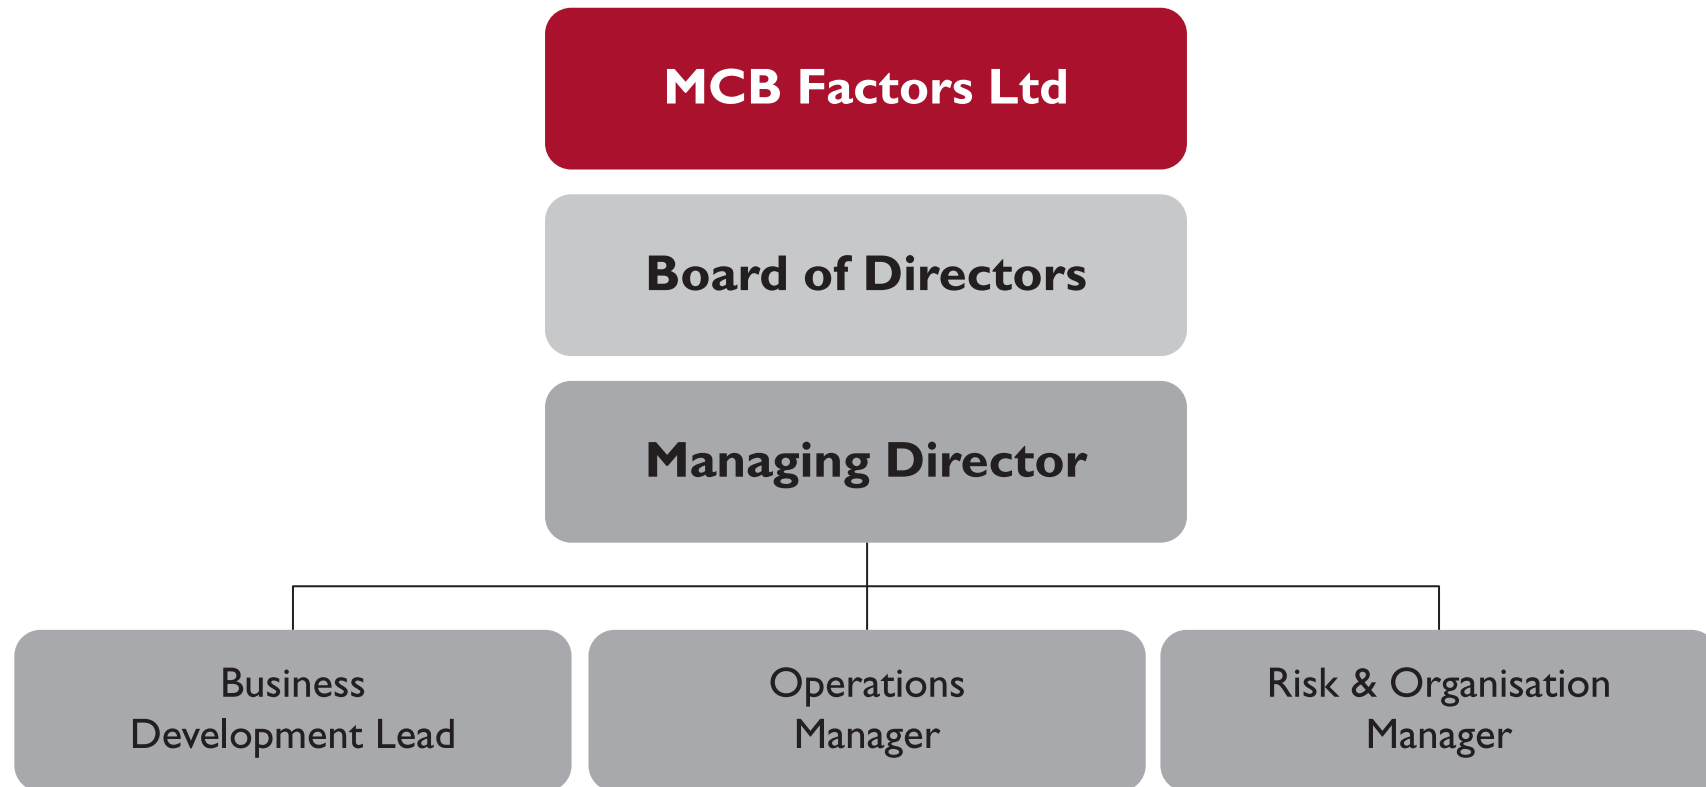 MCB Factors Ltd
Board of Directors
Managing Director
Business
Development Lead
Operations
Manager
Risk & Organisation
Manager